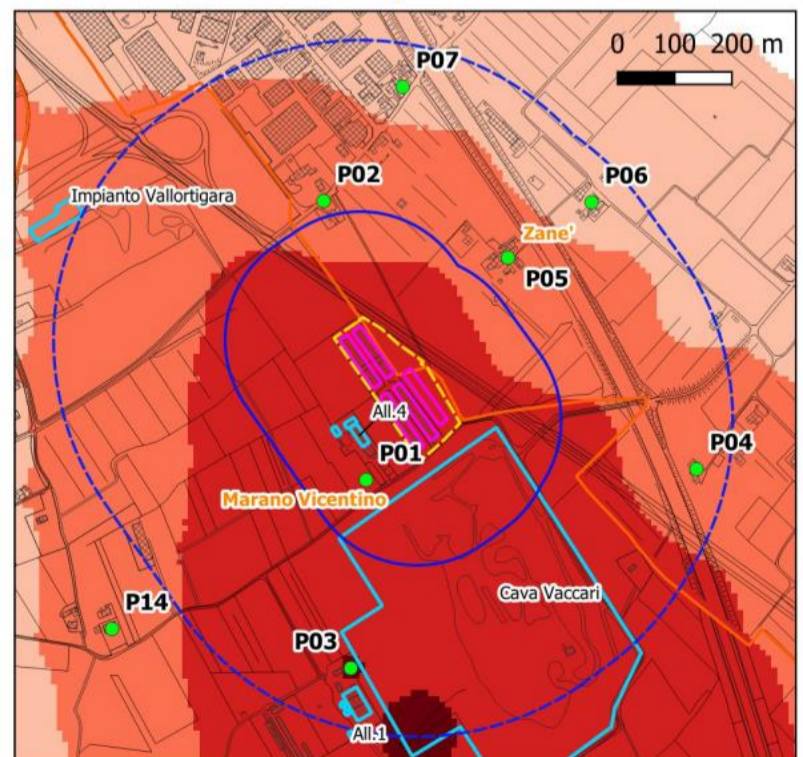 0 100 200 m
P07
Impianto Vallortigara
P02
P06
Zane'
P05
All.4
P01
P04
Marano Vicentino
Cava Vaccari
P14
P03
All.1